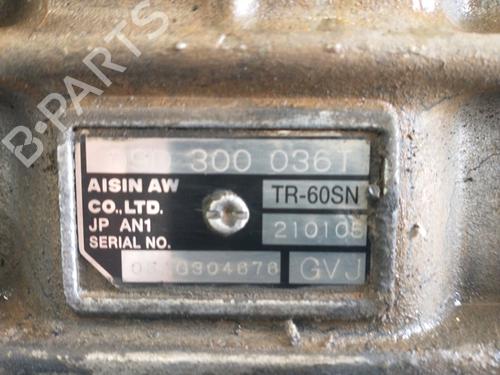 300 036T
AISIN AW
CO.,LTD.
JP AN1
SERIAL NO.
TR-60SN
210105
GVJ
B-PARTS